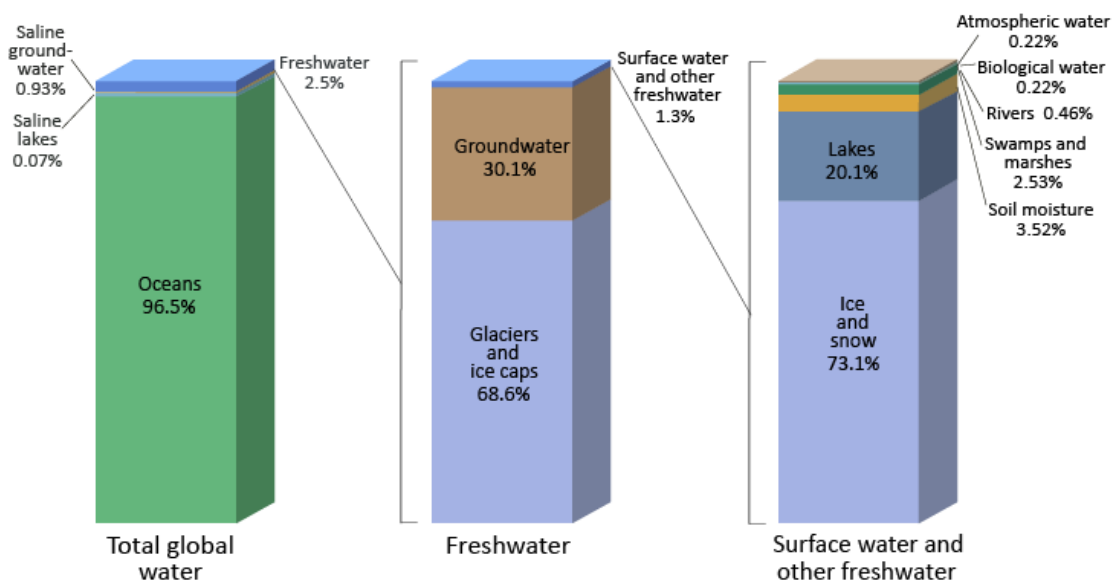 Saline
ground-
water
0.93%
Saline
lakes
0.07%
Freshwater
2.5%
Oceans
96.5%
Total global
water
Surface water
and other
freshwater
1.3%
Groundwater
30.1%
Glaciers
and
ice caps
68.6%
Freshwater
Atmospheric water
0.22%
Biological water
0.22%
Rivers 0.46%
Swamps and
marshes
2.53%
Soil moisture
3.52%
Lakes
20.1%
Ice
and
snow
73.1%
Surface water and
other freshwater